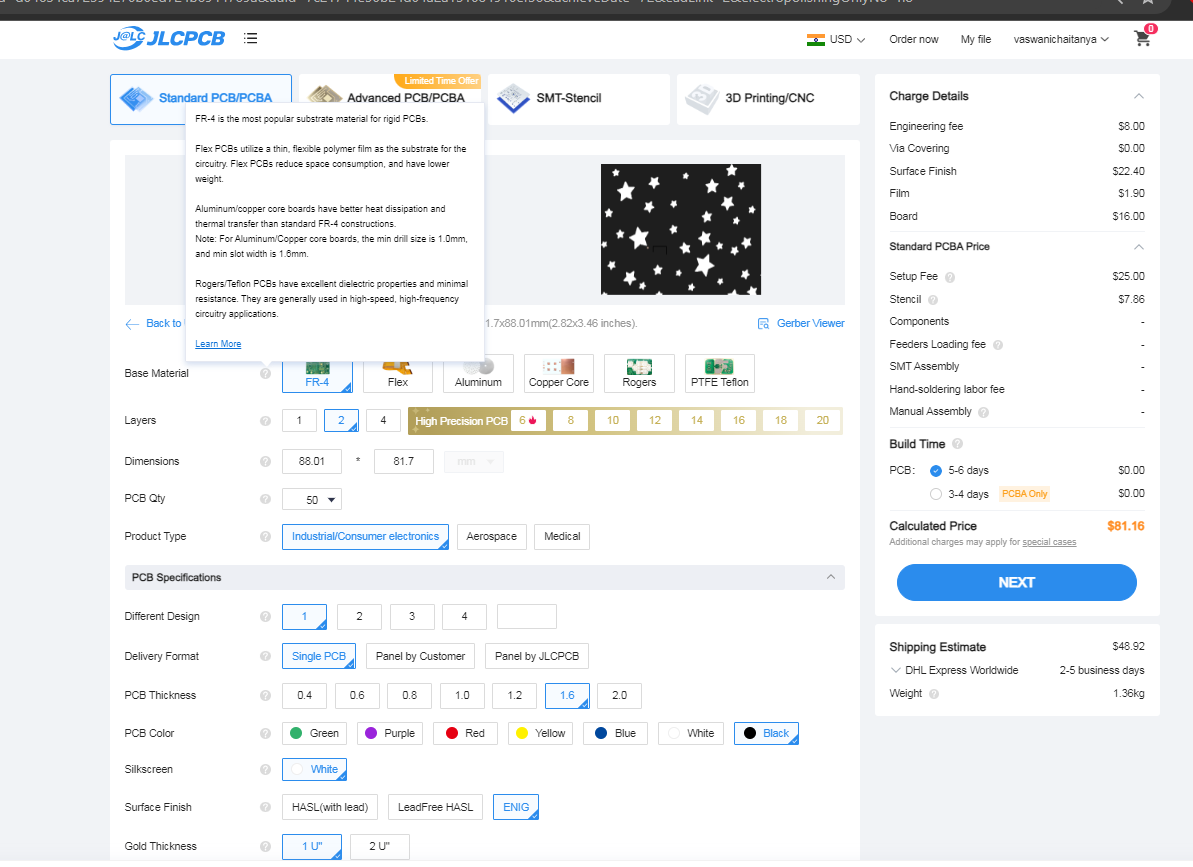 J@LC JLCPCB
USD
Order now
My file
vaswanichaitanya
0
Standard PCB/PCBA
Limited Time Offer
Advanced PCB/PCBA
SMT-Stencil
3D Printing/CNC
FR-4 is the most popular substrate material for rigid PCBs.
Flex PCBs utilize a thin, flexible polymer film as the substrate for the
circuitry. Flex PCBs reduce space consumption, and have lower
weight.
Aluminum/copper core boards have better heat dissipation and
thermal transfer than standard FR-4 constructions.
Note: For Aluminum/Copper core boards, the min drill size is 1.0mm,
and min slot width is 1.6mm.
Rogers/Teflon PCBs have excellent dielectric properties and minimal
resistance. They are generally used in high-speed, high-frequency
circuitry applications.
Learn More
Back to
1.7x88.01mm(2.82x3.46 inches).
Gerber Viewer
Base Material
FR-4
Flex
Aluminum
Copper Core
Rogers
PTFE Teflon
Layers
1
2
4
High Precision PCB
6
8
10
12
14
16
18
20
Dimensions
88.01
*
81.7
mm
PCB Qty
50
Product Type
Industrial/Consumer electronics
Aerospace
Medical
PCB Specifications
Different Design
1
2
3
4
Delivery Format
Single PCB
Panel by Customer
Panel by JLCPCB
PCB Thickness
0.4
0.6
0.8
1.0
1.2
1.6
2.0
PCB Color
Green
Purple
Red
Yellow
Blue
White
Black
Silkscreen
White
Surface Finish
HASL(with lead)
LeadFree HASL
ENIG
Gold Thickness
1 U"
2 U"
Charge Details
Engineering fee $8.00
Via Covering $0.00
Surface Finish $22.40
Film $1.90
Board $16.00
Standard PCBA Price
Setup Fee $25.00
Stencil $7.86
Components -
Feeders Loading fee -
SMT Assembly -
Hand-soldering labor fee -
Manual Assembly -
Build Time
PCB: 5-6 days $0.00
3-4 days PCBA Only $0.00
Calculated Price $81.16
Additional charges may apply for special cases
NEXT
Shipping Estimate $48.92
DHL Express Worldwide 2-5 business days
Weight 1.36kg